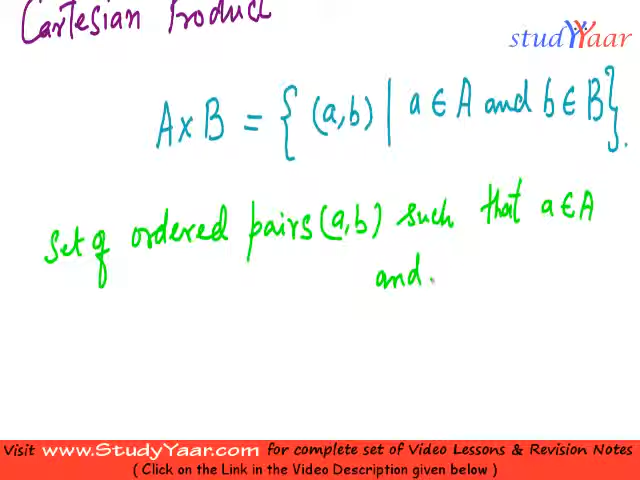 Cartesian Product
studYYaar
A×B = { (a,b) | a ∈ A and b ∈ B}.
Set of ordered pairs (a,b) such that a ∈ A
and
Visit www.StudyYaar.com for complete set of Video Lessons & Revision Notes
( Click on the Link in the Video Description given below )